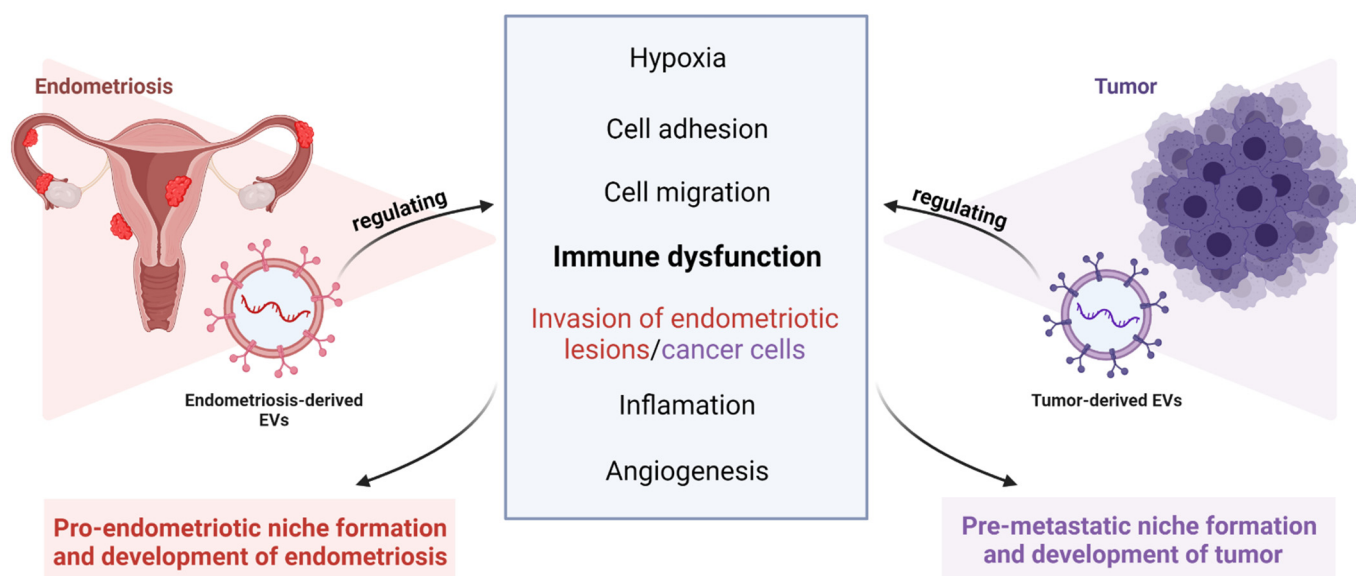 Endometriosis
regulating
Endometriosis-derived
EVs
Hypoxia
Cell adhesion
Cell migration
Immune dysfunction
Invasion of endometriotic
lesions/cancer cells
Inflamation
Angiogenesis
Tumor
regulating
Tumor-derived EVs
Pro-endometriotic niche formation
and development of endometriosis
Pre-metastatic niche formation
and development of tumor